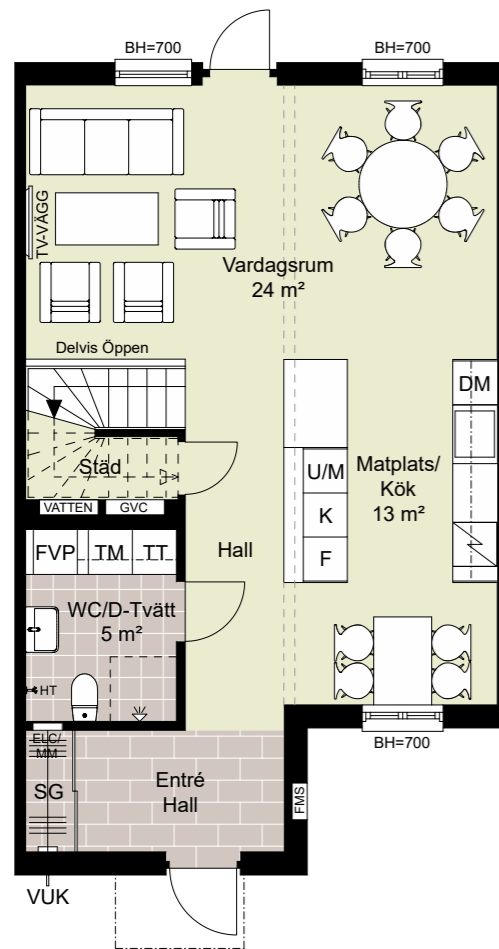 BH=700
BH=700
TV-VÄGG
Vardagsrum
24 m²
Delvis Öppen
DM
Städ
U/M
Matplats/
Kök
13 m²
K
VATTEN
GVC
F
FVP
TM
TT
Hall
WC/D-Tvätt
5 m²
HT
ELC/
MM
BH=700
SG
Entré
Hall
FMS
VUK